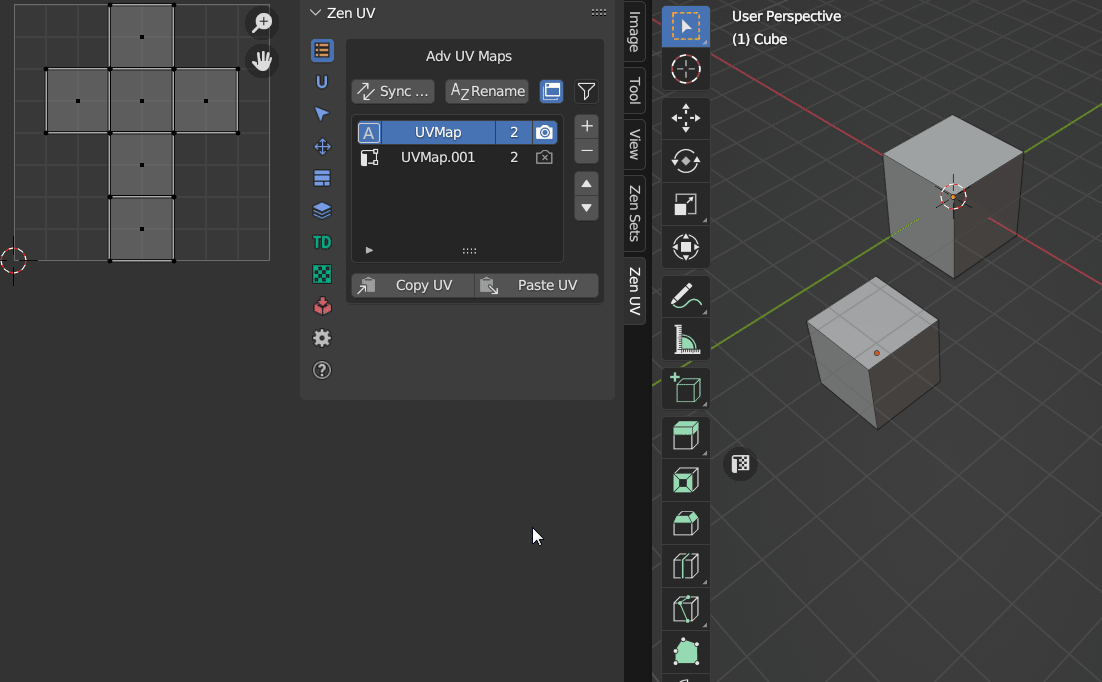 Zen UV
Adv UV Maps
Sync ...
AZ Rename
A UVMap 2
UVMap.001 2
TD
Copy UV
Paste UV
Image
Tool
View
Zen Sets
Zen UV
User Perspective
(1) Cube